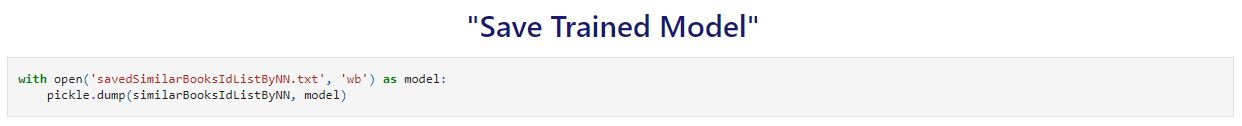 "Save Trained Model"
with open('savedSimilarBooksIdListByNN.txt', 'wb') as model:
    pickle.dump(similarBooksIdListByNN, model)